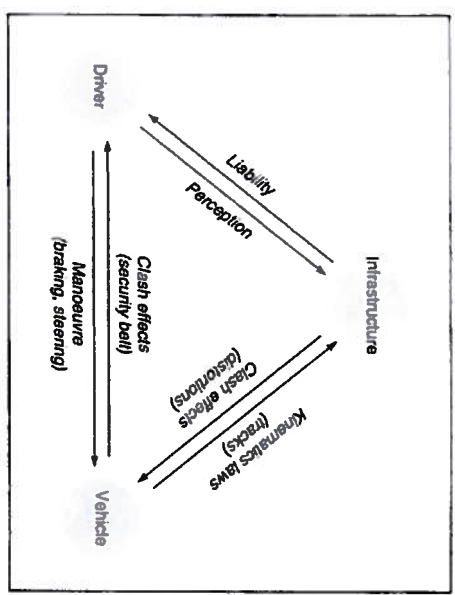 Infrastructure
Liability
Perception
Kinematics laws
(tracks)
Clash effects
(distortions)
Driver
Clash effects
(security belt)
Manoeuvre
(braking, steering)
Vehicle